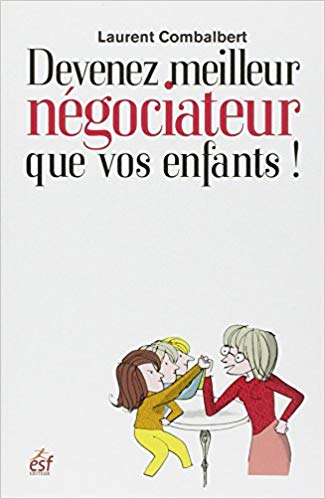 Laurent Combalbert
Devenez meilleur
négociateur
que vos enfants !
esf
ÉDITEUR